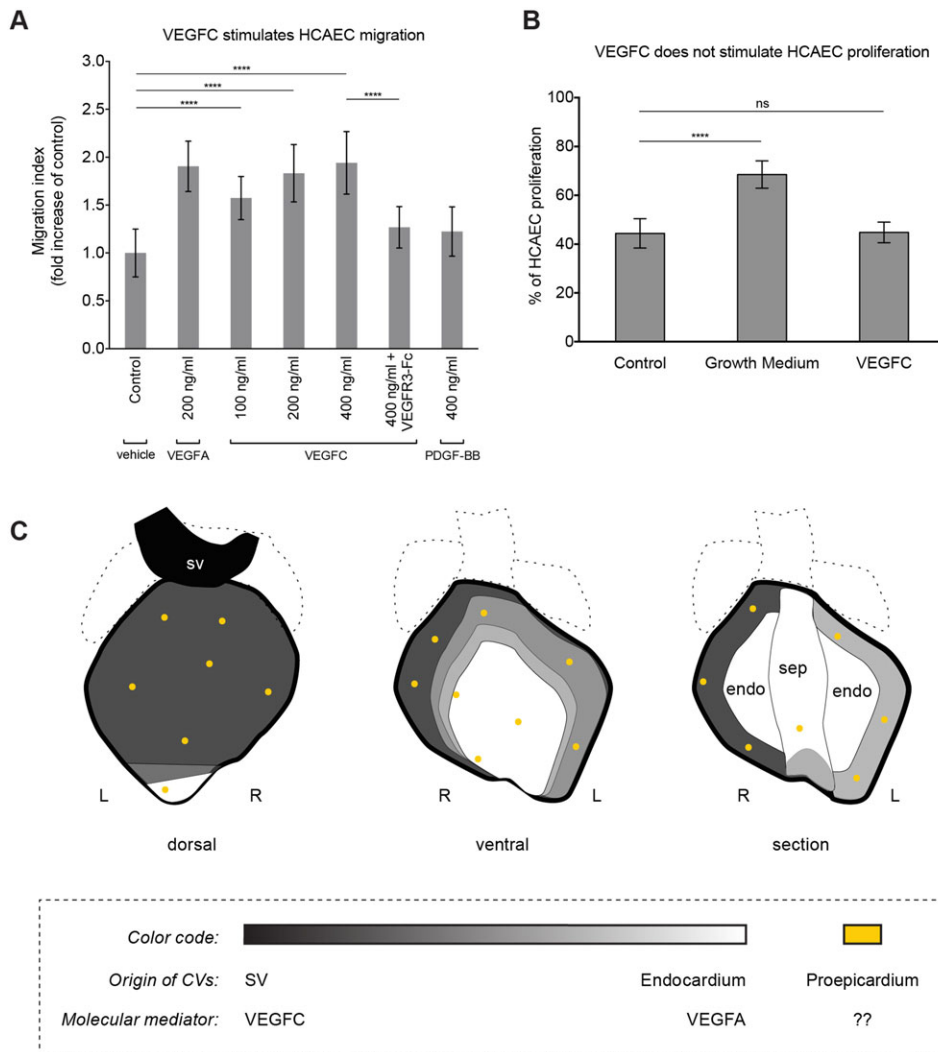 A
VEGFC stimulates HCAEC migration
Migration index
(fold increase of control)
3.0
2.5
2.0
1.5
1.0
0.5
0.0
****
****
****
****
Control
200 ng/ml
100 ng/ml
200 ng/ml
400 ng/ml
400 ng/ml +
VEGFR3-Fc
400 ng/ml
vehicle
VEGFA
VEGFC
PDGF-BB
B
VEGFC does not stimulate HCAEC proliferation
% of HCAEC proliferation
100
80
60
40
20
0
ns
****
Control
Growth Medium
VEGFC
C
sv
L
R
dorsal
R
L
ventral
endo
sep
endo
R
L
section
Color code:
Origin of CVs: SV Endocardium Proepicardium
Molecular mediator: VEGFC VEGFA ??